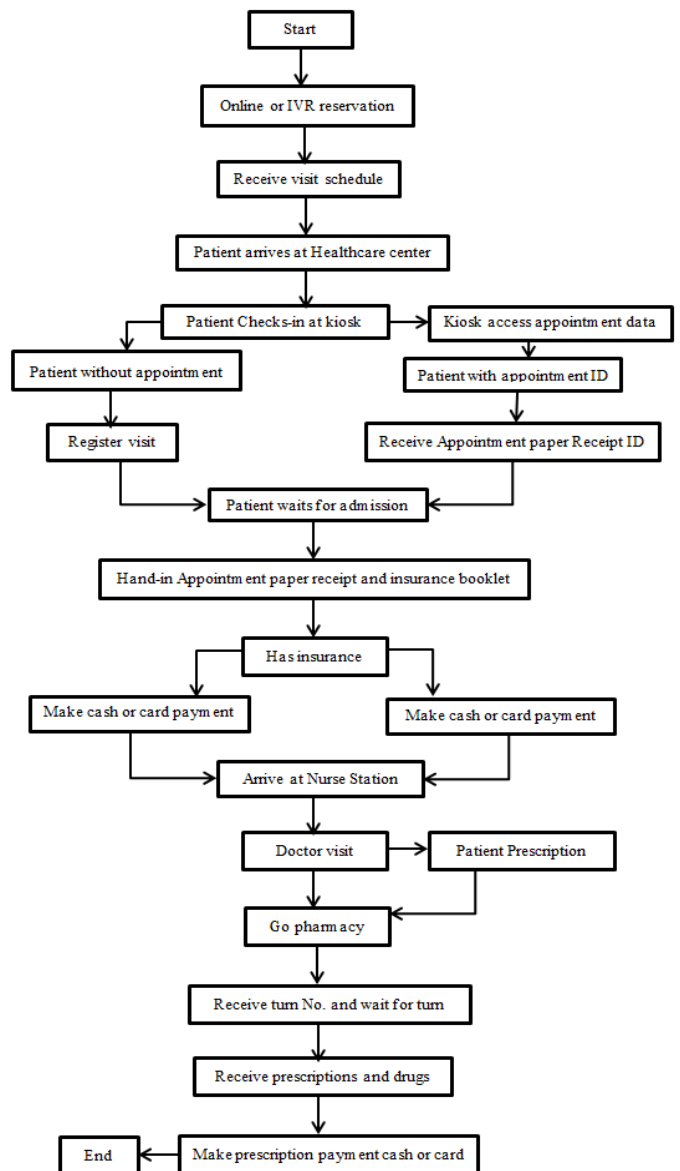 Start
Online or IVR reservation
Receive visit schedule
Patient arrives at Healthcare center
Patient Checks-in at kiosk
Kiosk access appointment data
Patient without appointment
Patient with appointment ID
Register visit
Receive Appointment paper Receipt ID
Patient waits for admission
Hand-in Appointment paper receipt and insurance booklet
Has insurance
Make cash or card payment
Make cash or card payment
Arrive at Nurse Station
Doctor visit
Patient Prescription
Go pharmacy
Receive turn No. and wait for turn
Receive prescriptions and drugs
Make prescription payment cash or card
End